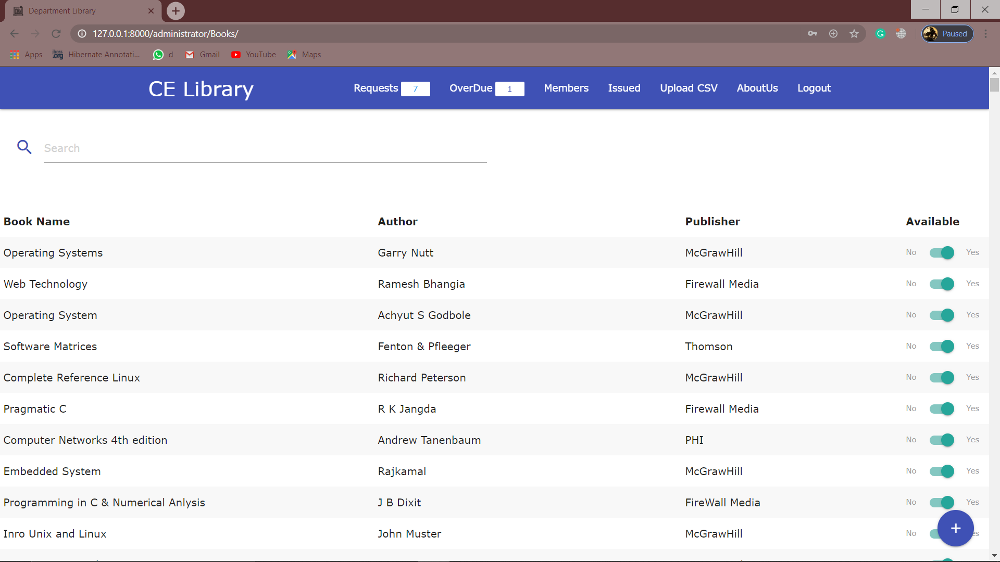 Department Library
127.0.0.1:8000/administrator/Books/
Paused
Apps Hibernate Annotati... d Gmail YouTube Maps
CE Library Requests 7 OverDue 1 Members Issued Upload CSV AboutUs Logout
Search
Book Name Author Publisher Available
Operating Systems Garry Nutt McGrawHill No Yes
Web Technology Ramesh Bhangia Firewall Media No Yes
Operating System Achyut S Godbole McGrawHill No Yes
Software Matrices Fenton & Pfleeger Thomson No Yes
Complete Reference Linux Richard Peterson McGrawHill No Yes
Pragmatic C R K Jangda Firewall Media No Yes
Computer Networks 4th edition Andrew Tanenbaum PHI No Yes
Embedded System Rajkamal McGrawHill No Yes
Programming in C & Numerical Anlysis J B Dixit FireWall Media No Yes
Inro Unix and Linux John Muster McGrawHill No